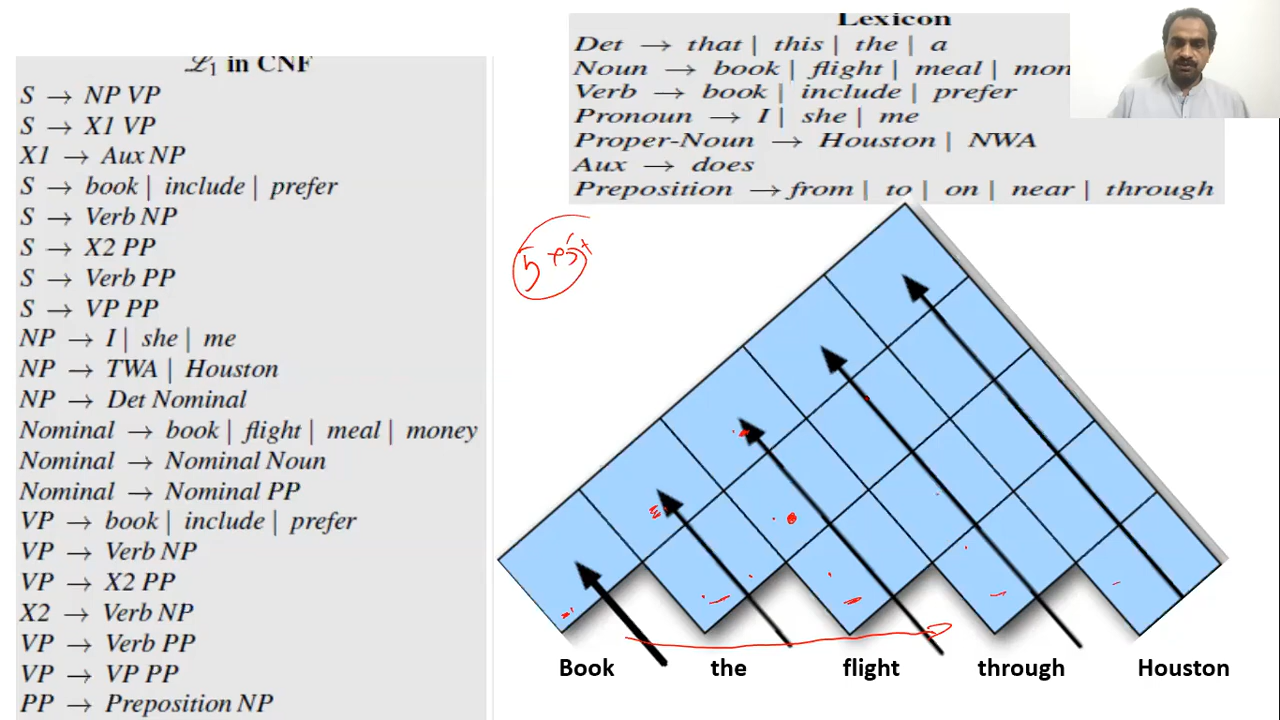 ℒ1 in CNF
S → NP VP
S → X1 VP
X1 → Aux NP
S → book | include | prefer
S → Verb NP
S → X2 PP
S → Verb PP
S → VP PP
NP → I | she | me
NP → TWA | Houston
NP → Det Nominal
Nominal → book | flight | meal | money
Nominal → Nominal Noun
Nominal → Nominal PP
VP → book | include | prefer
VP → Verb NP
VP → X2 PP
X2 → Verb NP
VP → Verb PP
VP → VP PP
PP → Preposition NP
Lexicon
Det → that | this | the | a
Noun → book | flight | meal | mon
Verb → book | include | prefer
Pronoun → I | she | me
Proper-Noun → Houston | NWA
Aux → does
Preposition → from | to | on | near | through
5
Book the flight through Houston